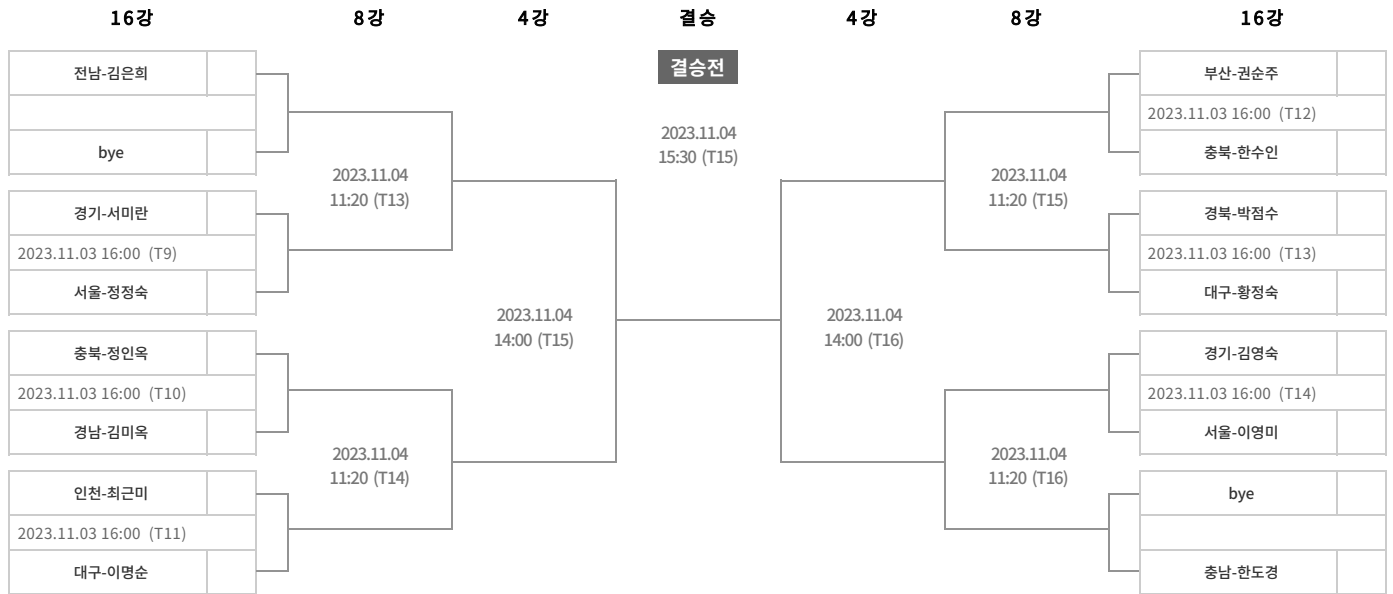 16강 8강 4강 결승 4강 8강 16강
결승전
2023.11.04
15:30 (T15)
전남-김은희
bye
경기-서미란
2023.11.03 16:00 (T9)
서울-정정숙
충북-정인옥
2023.11.03 16:00 (T10)
경남-김미옥
인천-최근미
2023.11.03 16:00 (T11)
대구-이명순
2023.11.04
11:20 (T13)
2023.11.04
11:20 (T14)
2023.11.04
14:00 (T15)
2023.11.04
14:00 (T16)
2023.11.04
11:20 (T15)
2023.11.04
11:20 (T16)
부산-권순주
2023.11.03 16:00 (T12)
충북-한수인
경북-박점수
2023.11.03 16:00 (T13)
대구-황정숙
경기-김영숙
2023.11.03 16:00 (T14)
서울-이영미
bye
충남-한도경